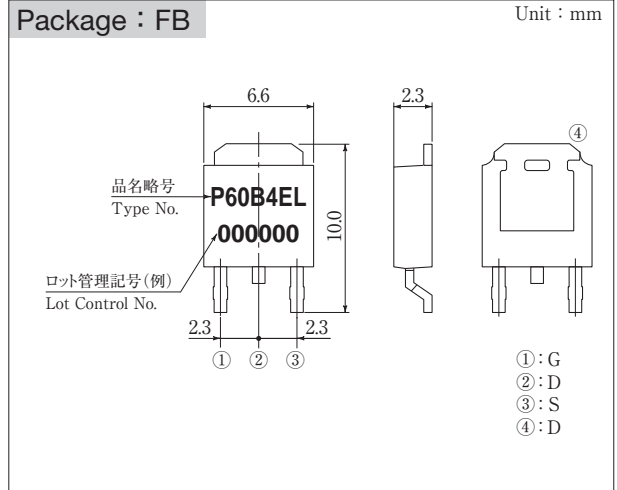 Package：FB
Unit：mm
6.6
2.3
④
品名略号
Type No.
P60B4EL
000000
10.0
ロット管理記号(例)
Lot Control No.
2.3
2.3
① ② ③
①：G
②：D
③：S
④：D